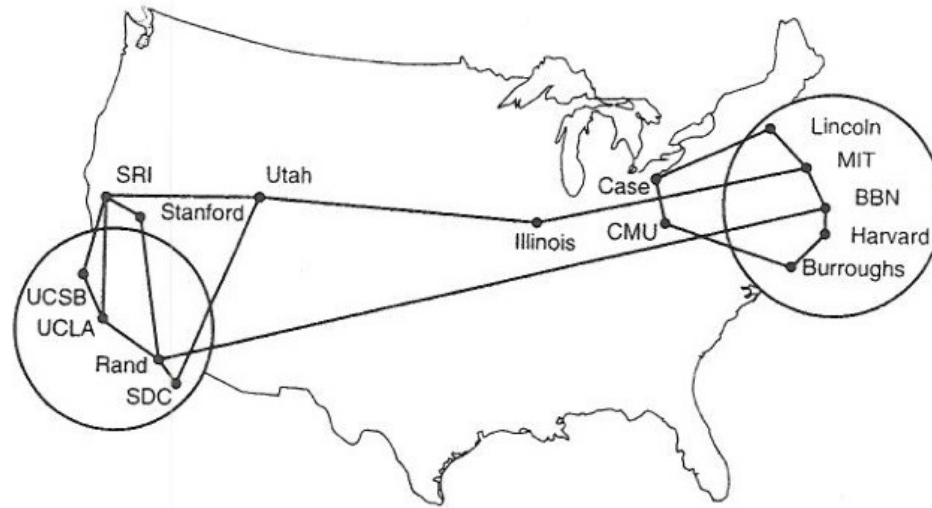 Lincoln
MIT
SRI
Utah
Case
BBN
Stanford
Illinois
CMU
Harvard
Burroughs
UCSB
UCLA
Rand
SDC